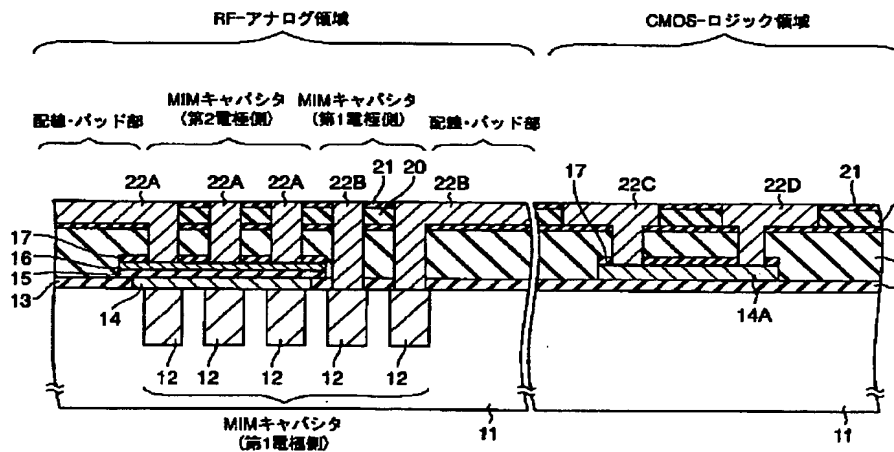 RF-アナログ領域
CMOS-ロジック領域
MIMキャパシタ
(第2電極側)
MIMキャパシタ
(第1電極側)
配線・パッド部
配線・パッド部
22A
22A
22A
22B
21
20
22B
17
22C
22D
21
17
16
15
13
14
14A
12
12
12
12
12
MIMキャパシタ
(第1電極側)
11
11